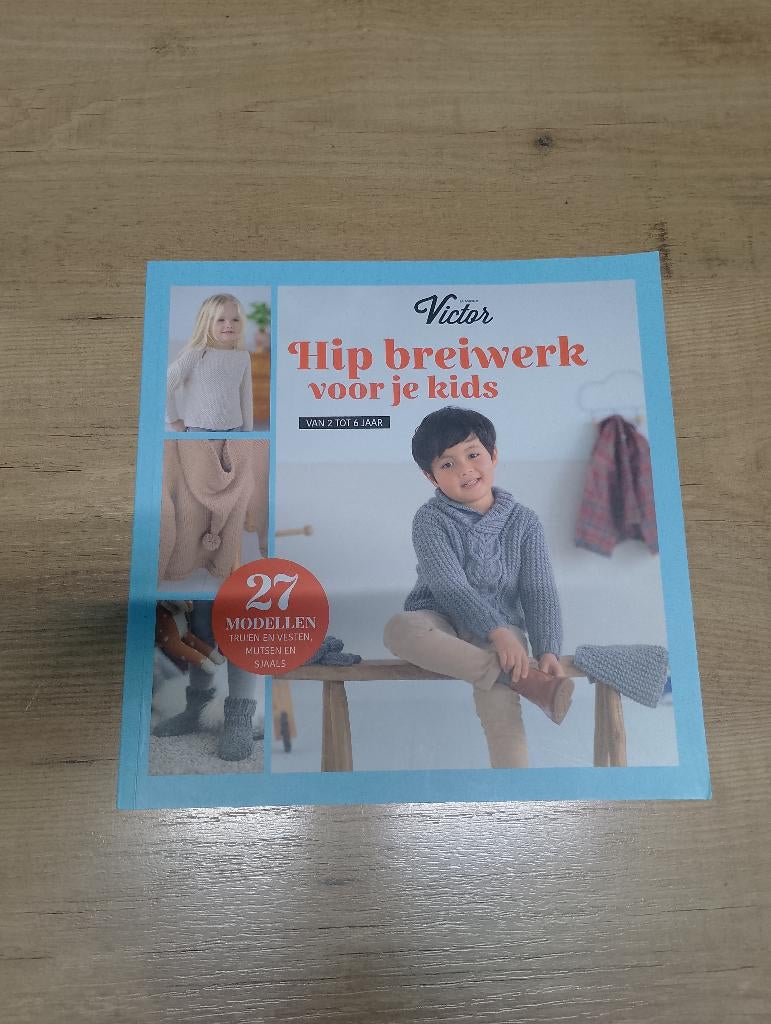 Victor
Hip breiwerk
voor je kids
VAN 2 TOT 6 JAAR
27
MODELLEN
TRUIEN EN VESTEN,
MUTSEN EN
SJAALS